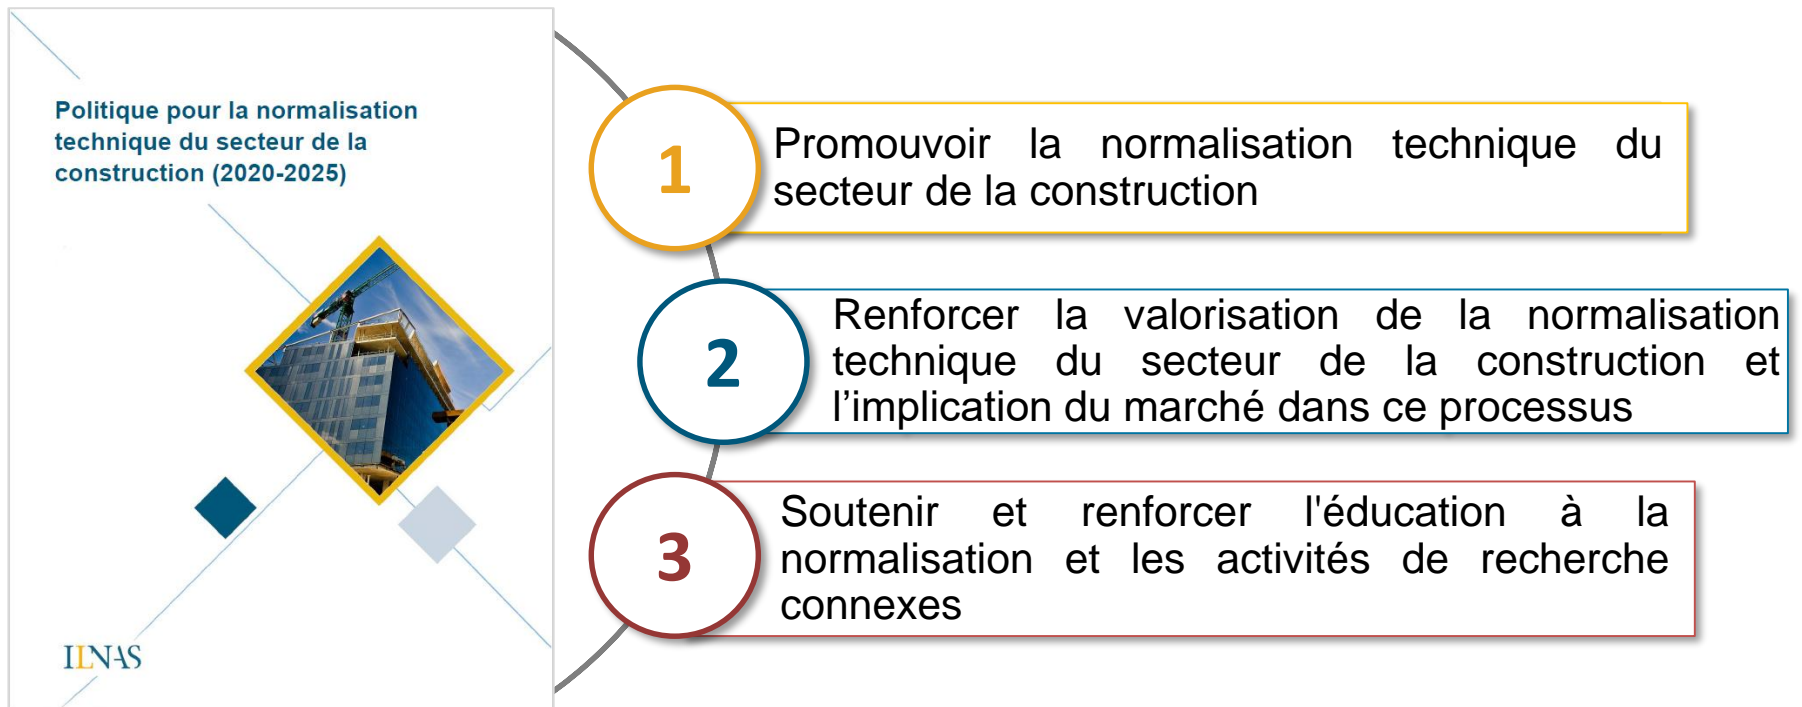 Politique pour la normalisation
technique du secteur de la
construction (2020-2025)
ILNAS
1
Promouvoir la normalisation technique du
secteur de la construction
2
Renforcer la valorisation de la normalisation
technique du secteur de la construction et
l’implication du marché dans ce processus
3
Soutenir et renforcer l'éducation à la
normalisation et les activités de recherche
connexes